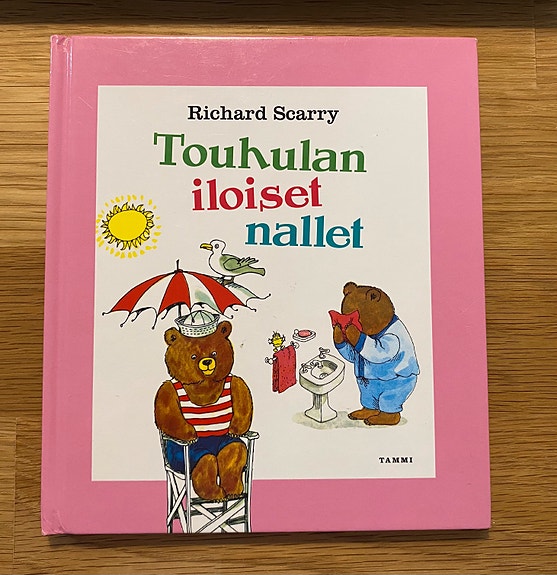 Richard Scarry
Touhulan
iloiset
nallet
TAMMI